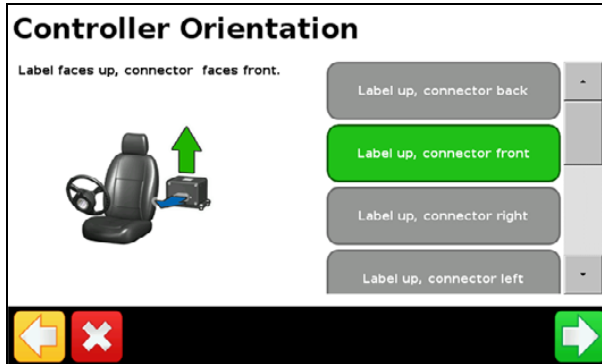 Controller Orientation
Label faces up, connector faces front.
Label up, connector back
Label up, connector front
Label up, connector right
Label up, connector left